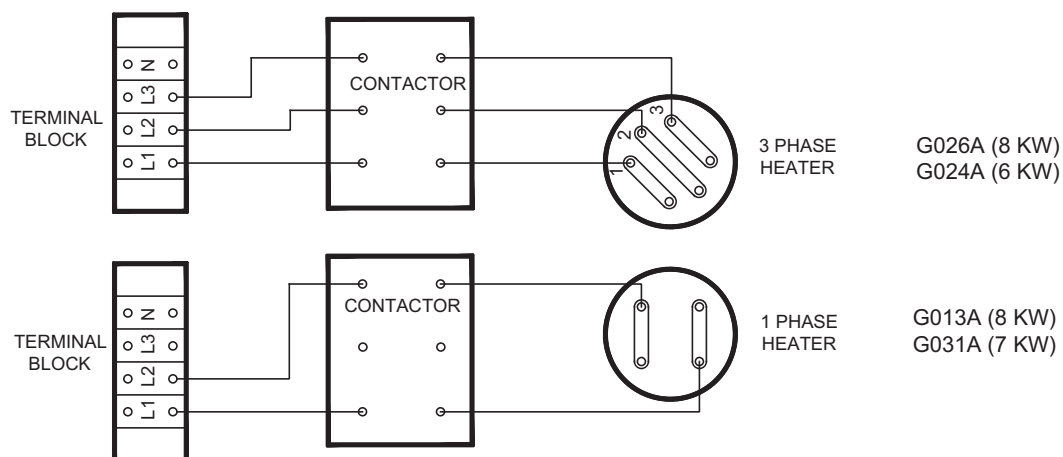 N
L3
L2
L1
TERMINAL
BLOCK
CONTACTOR
3
2
1
3 PHASE
HEATER
G026A (8 KW)
G024A (6 KW)
N
L3
L2
L1
TERMINAL
BLOCK
CONTACTOR
1 PHASE
HEATER
G013A (8 KW)
G031A (7 KW)